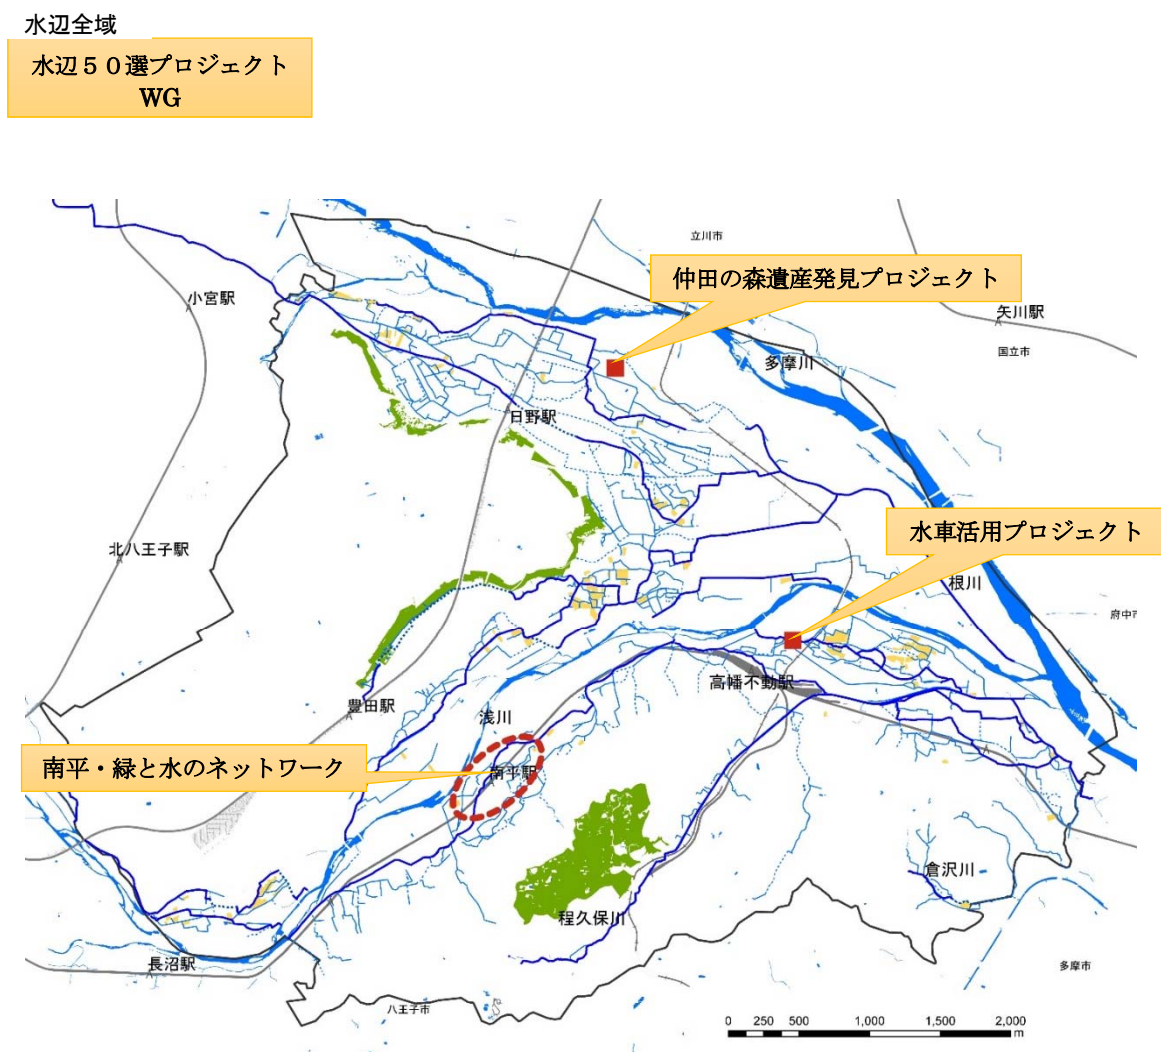 水辺全域
水辺５０選プロジェクト
WG
立川市
仲田の森遺産発見プロジェクト
小宮駅
矢川駅
国立市
多摩川
日野駅
水車活用プロジェクト
北八王子駅
根川
府中市
高幡不動駅
豊田駅
浅川
南平・緑と水のネットワーク
南平駅
倉沢川
程久保川
長沼駅
多摩市
八王子市
0 250 500 1,000 1,500 2,000
m